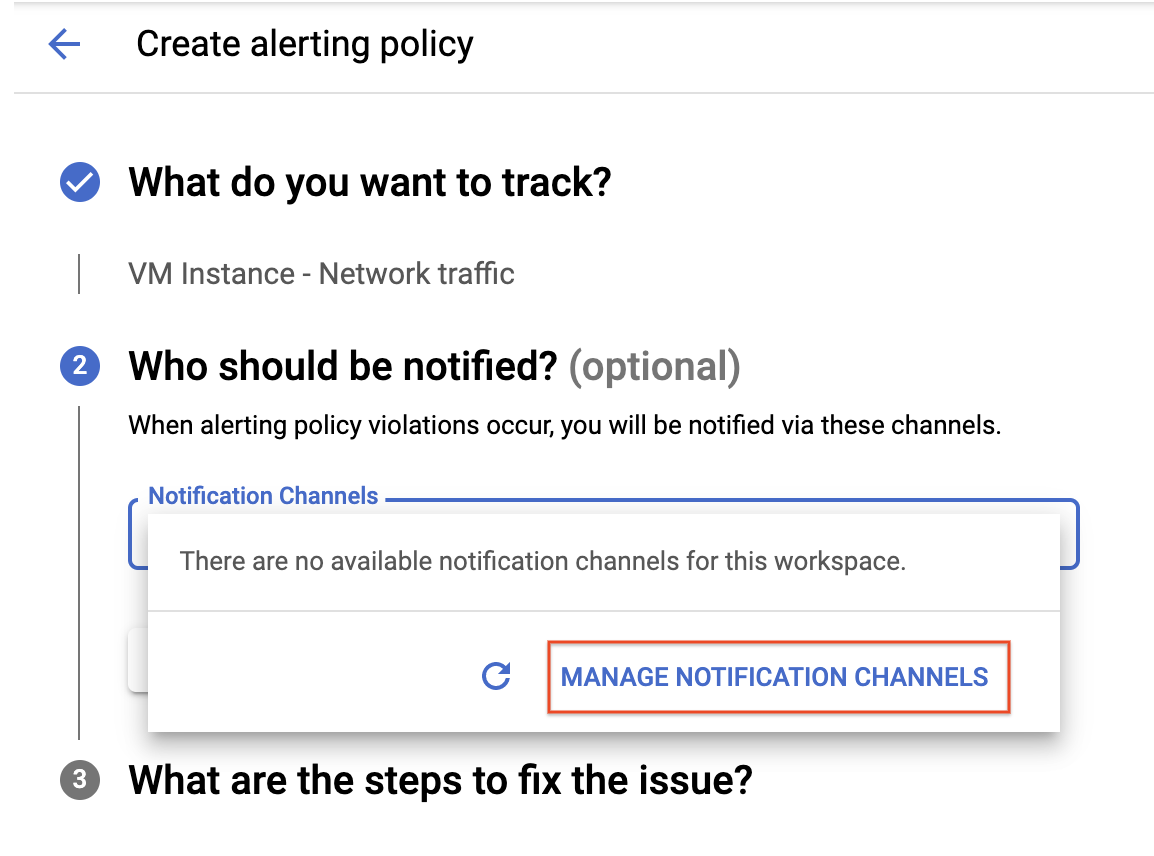 Create alerting policy
What do you want to track?
VM Instance - Network traffic
2
Who should be notified? (optional)
When alerting policy violations occur, you will be notified via these channels.
Notification Channels
There are no available notification channels for this workspace.
MANAGE NOTIFICATION CHANNELS
3
What are the steps to fix the issue?